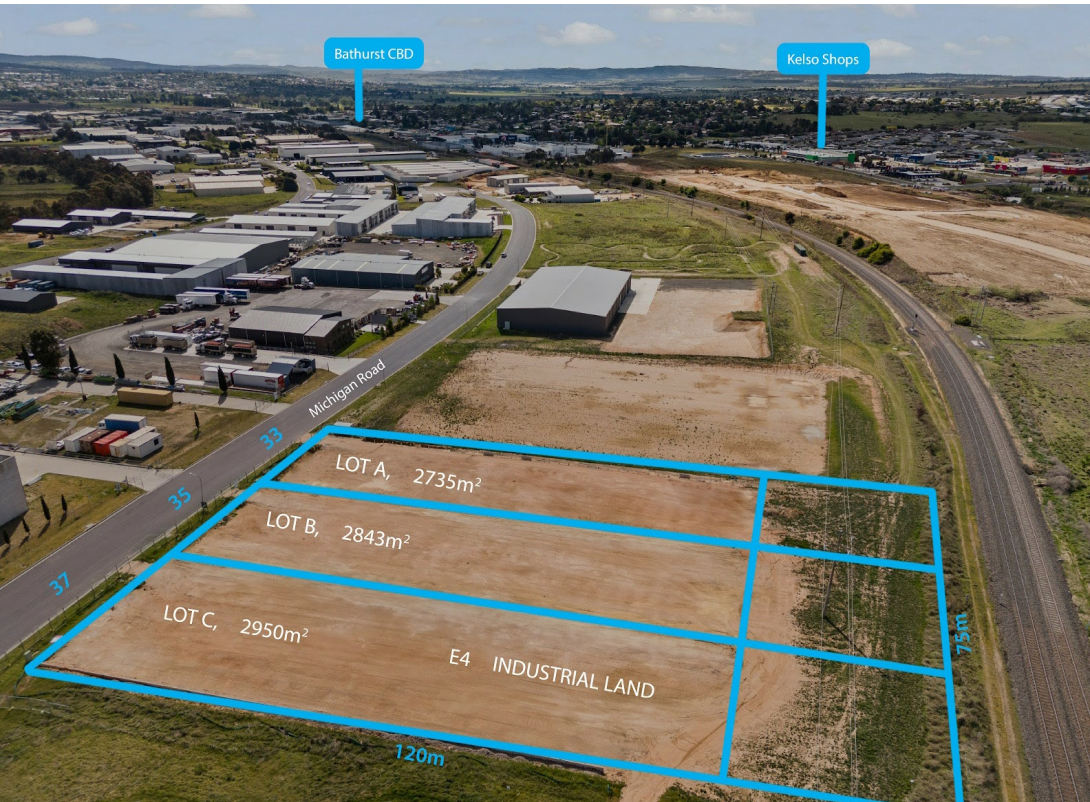 Bathurst CBD
Kelso Shops
Michigan Road
33
35
37
LOT A, 2735m²
LOT B, 2843m²
LOT C, 2950m²
E4 INDUSTRIAL LAND
75m
120m